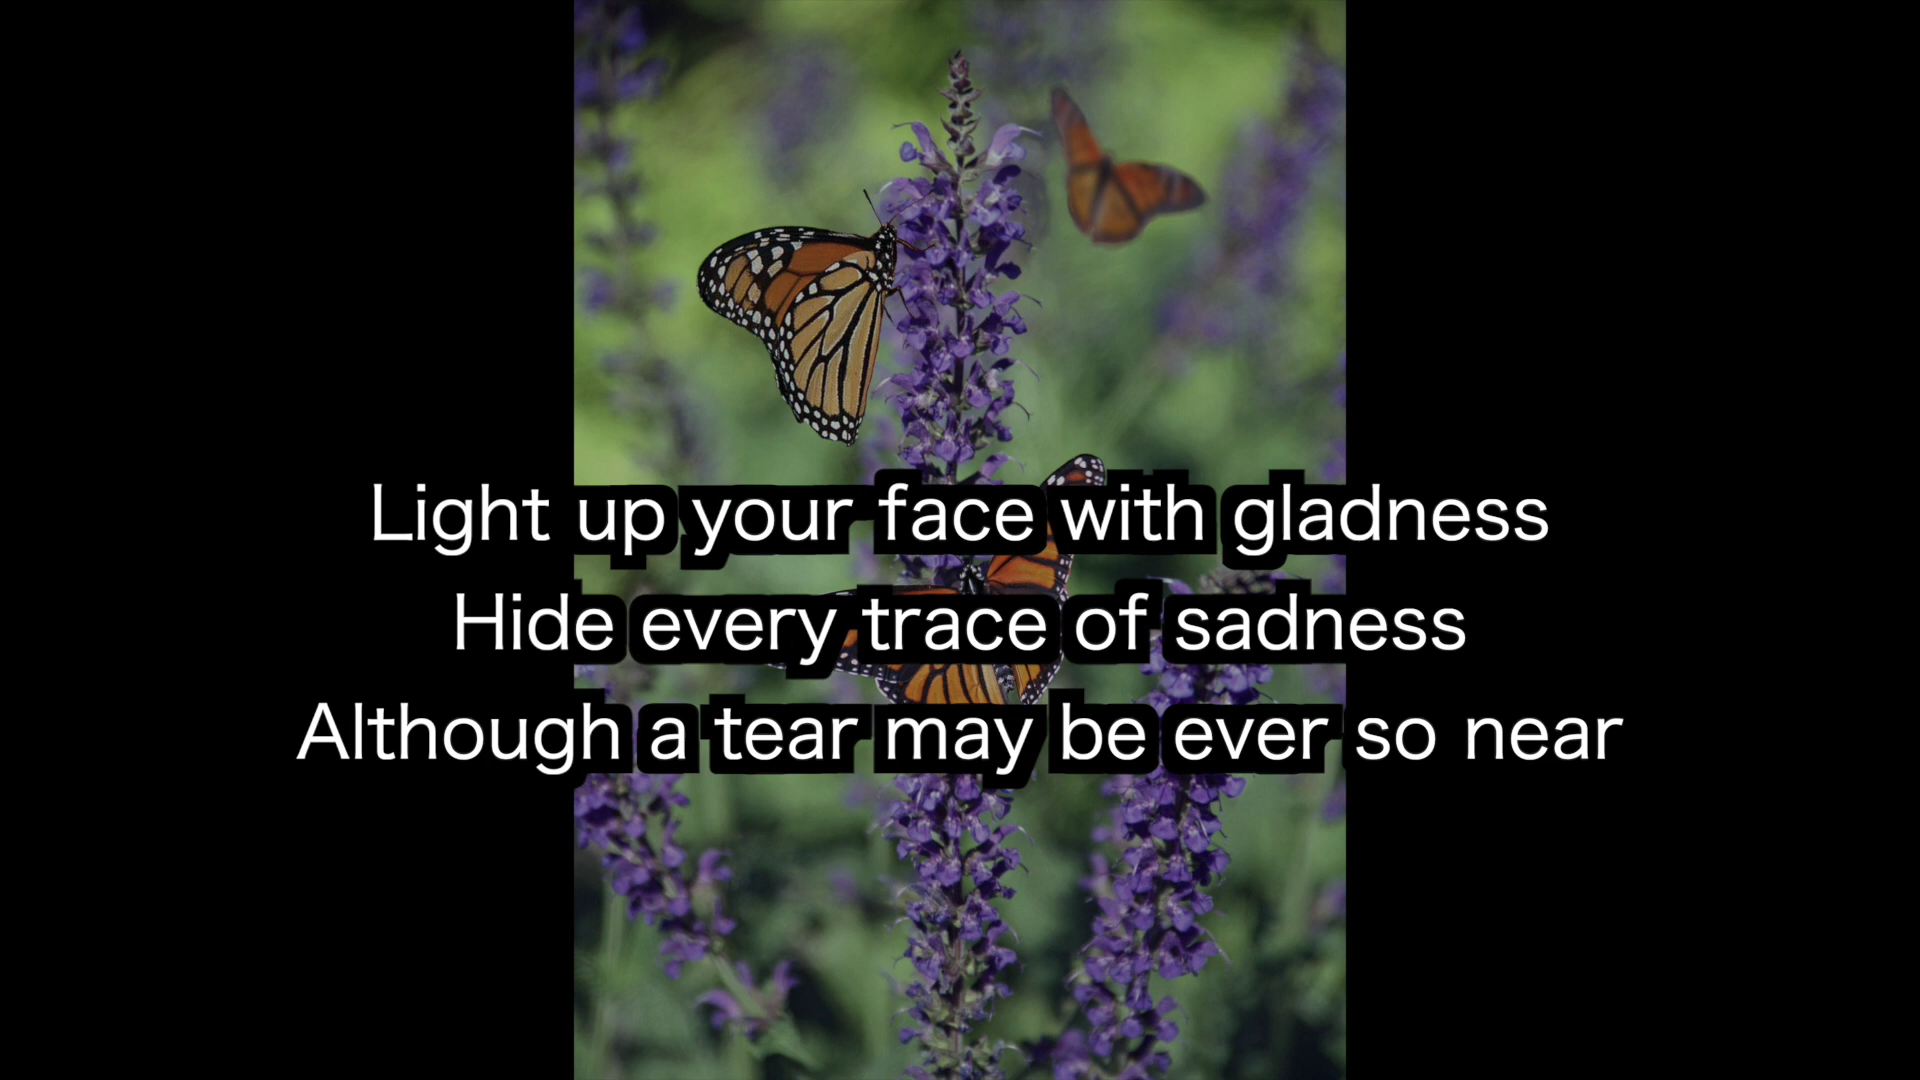 Light up your face with gladness
Hide every trace of sadness
Although a tear may be ever so near